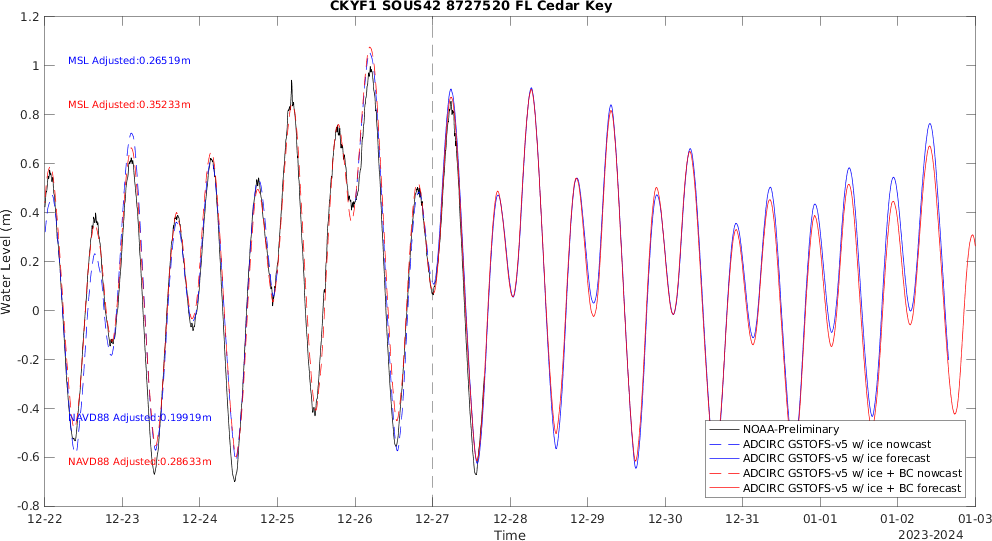 CKYF1 SOUS42 8727520 FL Cedar Key
1.2
1
0.8
0.6
0.4
0.2
0
-0.2
-0.4
-0.6
-0.8
Water Level (m)
MSL Adjusted:0.26519m
MSL Adjusted:0.35233m
NAVD88 Adjusted:0.19919m
NAVD88 Adjusted:0.28633m
NOAA-Preliminary
ADCIRC GSTOFS-v5 w/ ice nowcast
ADCIRC GSTOFS-v5 w/ ice forecast
ADCIRC GSTOFS-v5 w/ ice + BC nowcast
ADCIRC GSTOFS-v5 w/ ice + BC forecast
12-22 12-23 12-24 12-25 12-26 12-27 12-28 12-29 12-30 12-31 01-01 01-02 01-03
Time
2023-2024